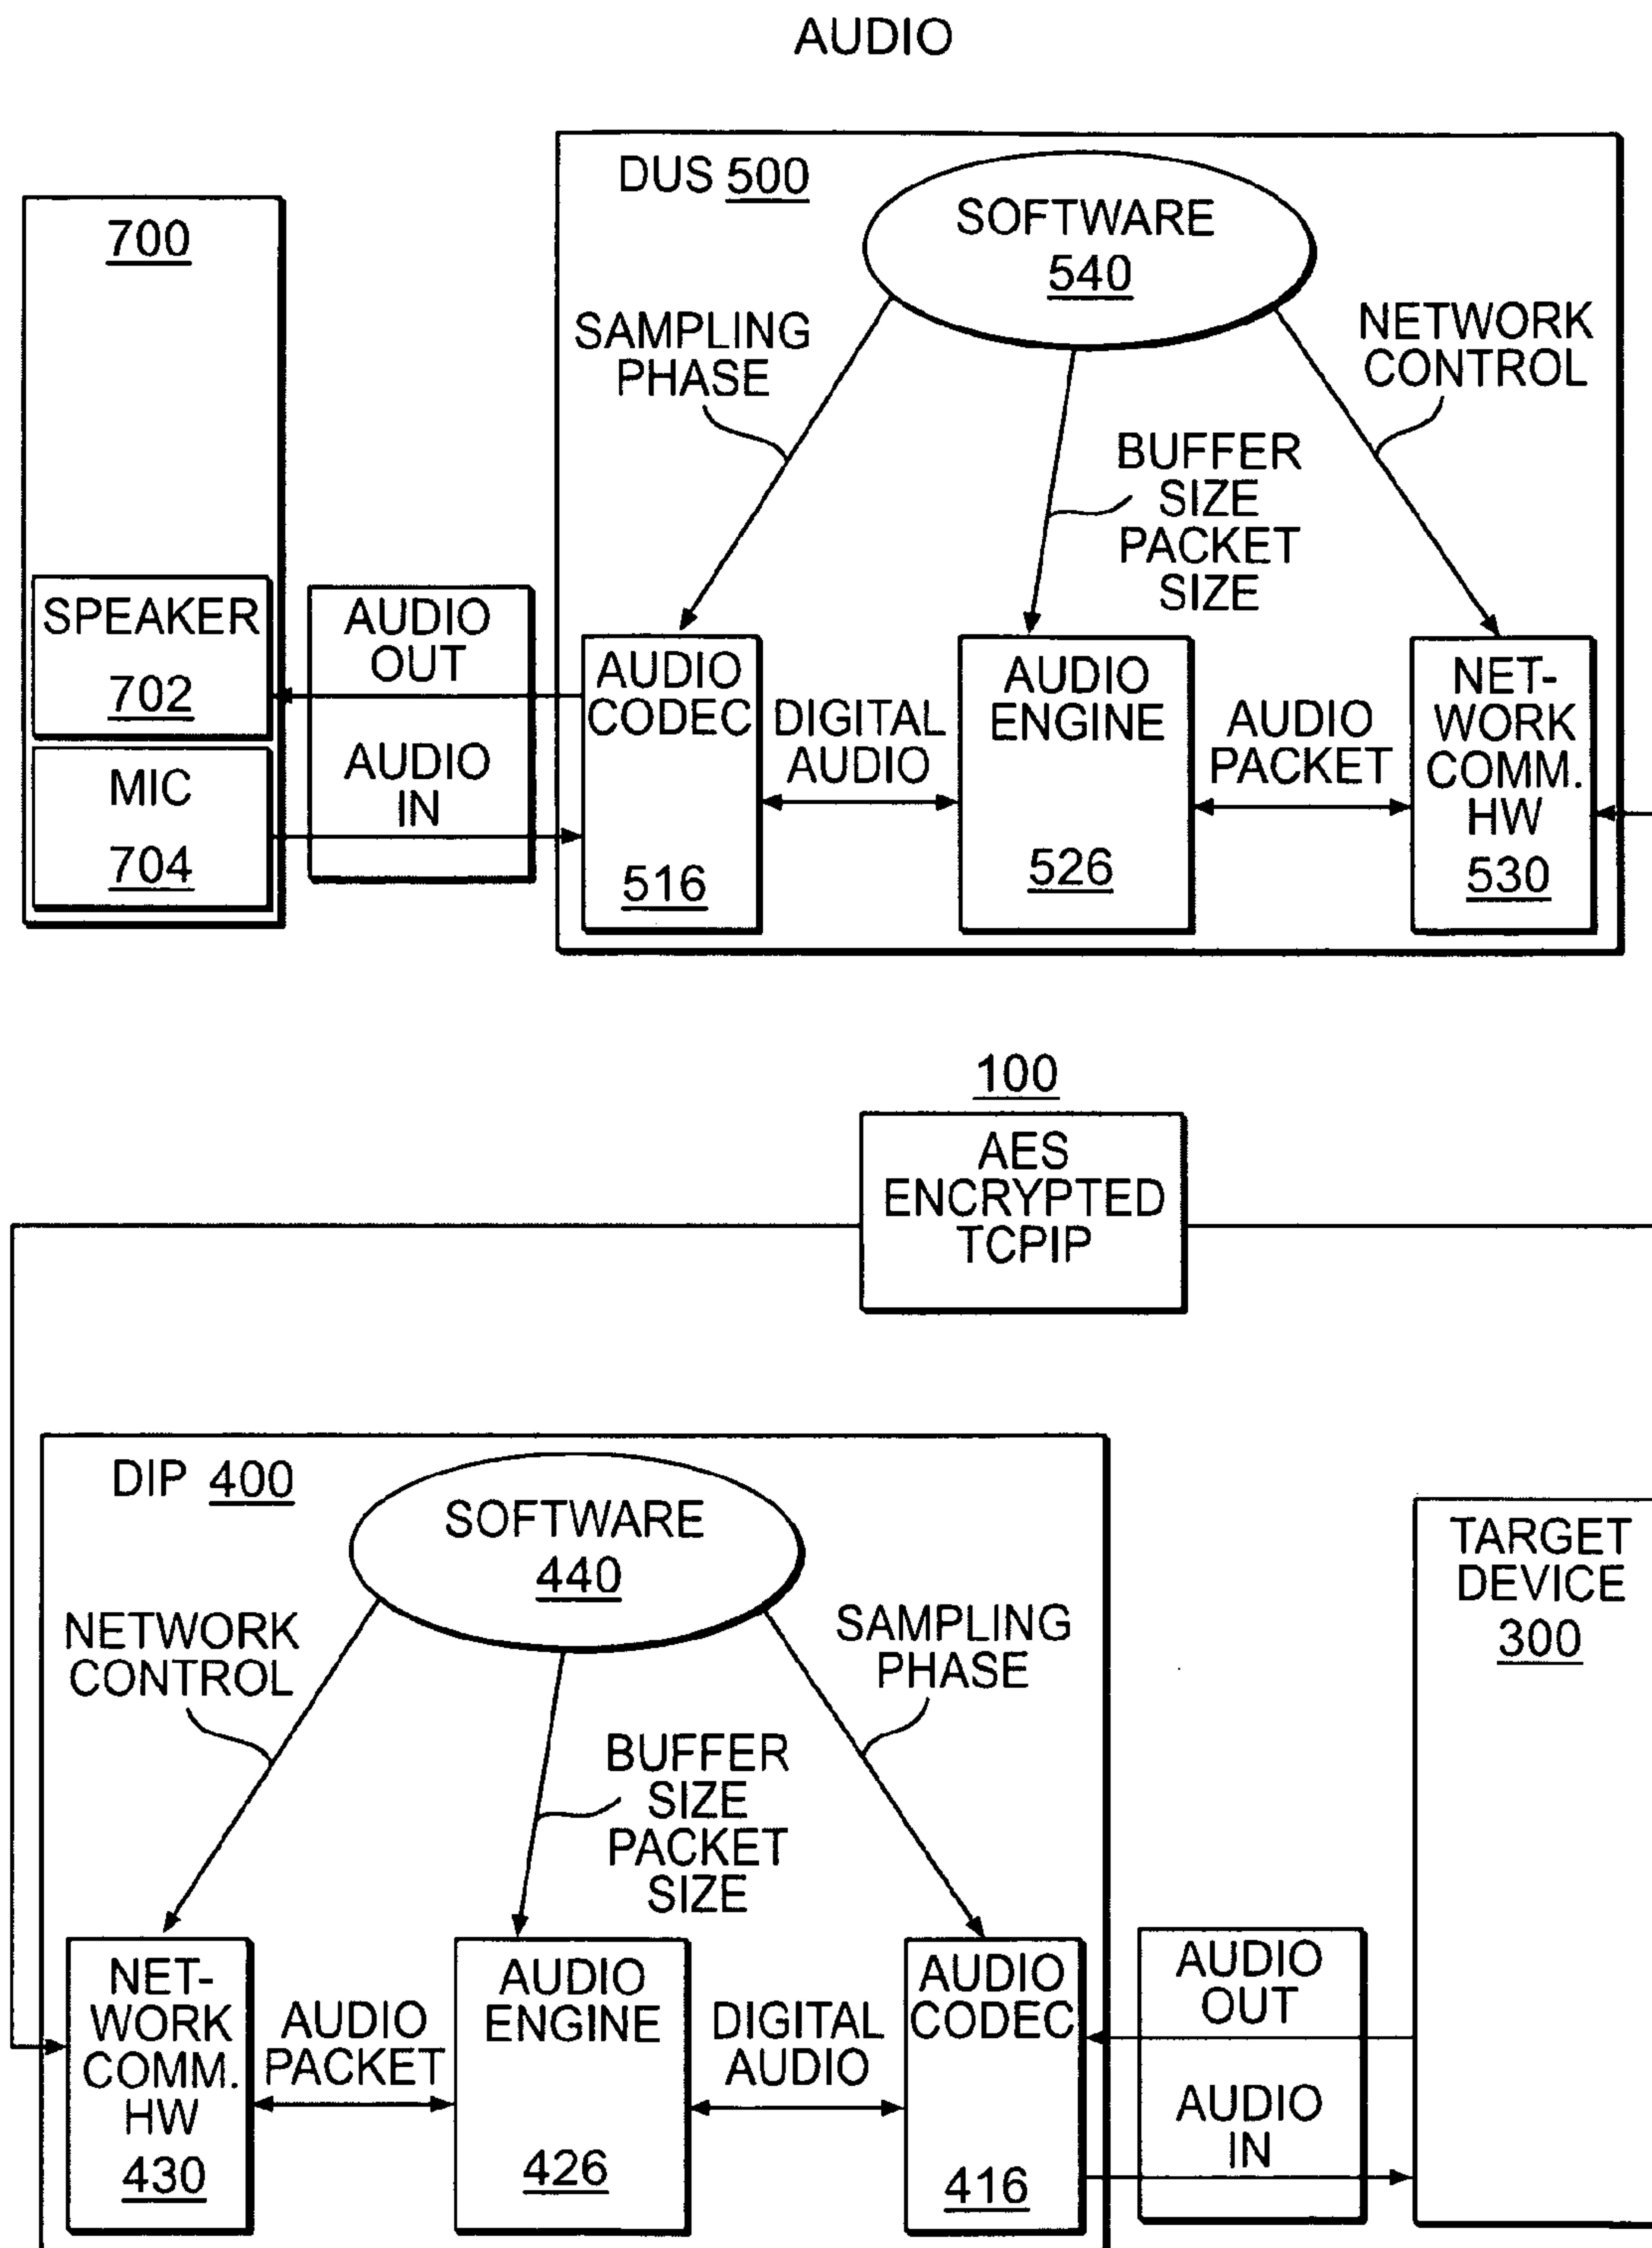 AUDIO
DUS 500
SOFTWARE
540
700
SAMPLING
PHASE
NETWORK
CONTROL
BUFFER
SIZE
PACKET
SIZE
SPEAKER
702
AUDIO
OUT
AUDIO
CODEC
516
DIGITAL
AUDIO
AUDIO
ENGINE
526
AUDIO
PACKET
NET-
WORK
COMM.
HW
530
MIC
704
AUDIO
IN
100
AES
ENCRYPTED
TCPIP
DIP 400
SOFTWARE
440
TARGET
DEVICE
300
NETWORK
CONTROL
SAMPLING
PHASE
BUFFER
SIZE
PACKET
SIZE
NET-
WORK
COMM.
HW
430
AUDIO
PACKET
AUDIO
ENGINE
426
DIGITAL
AUDIO
AUDIO
CODEC
416
AUDIO
OUT
AUDIO
IN